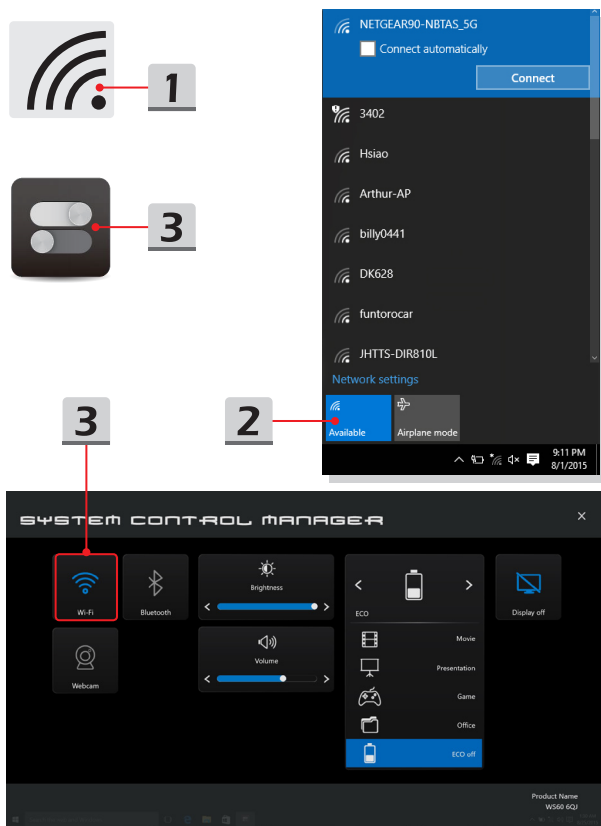 1
NETGEAR90-NBTAS_5G
Connect automatically
Connect
3402
Hsiao
Arthur-AP
billy0441
DK628
funtorocar
JHTTS-DIR810L
Network settings
Available
Airplane mode
9:11 PM
8/1/2015
3
2
3
SYSTEM CONTROL MANAGER
Wi-Fi
Bluetooth
Brightness
Volume
Webcam
ECO
Movie
Presentation
Game
Office
ECO off
Display off
Product Name
WS60 6QJ